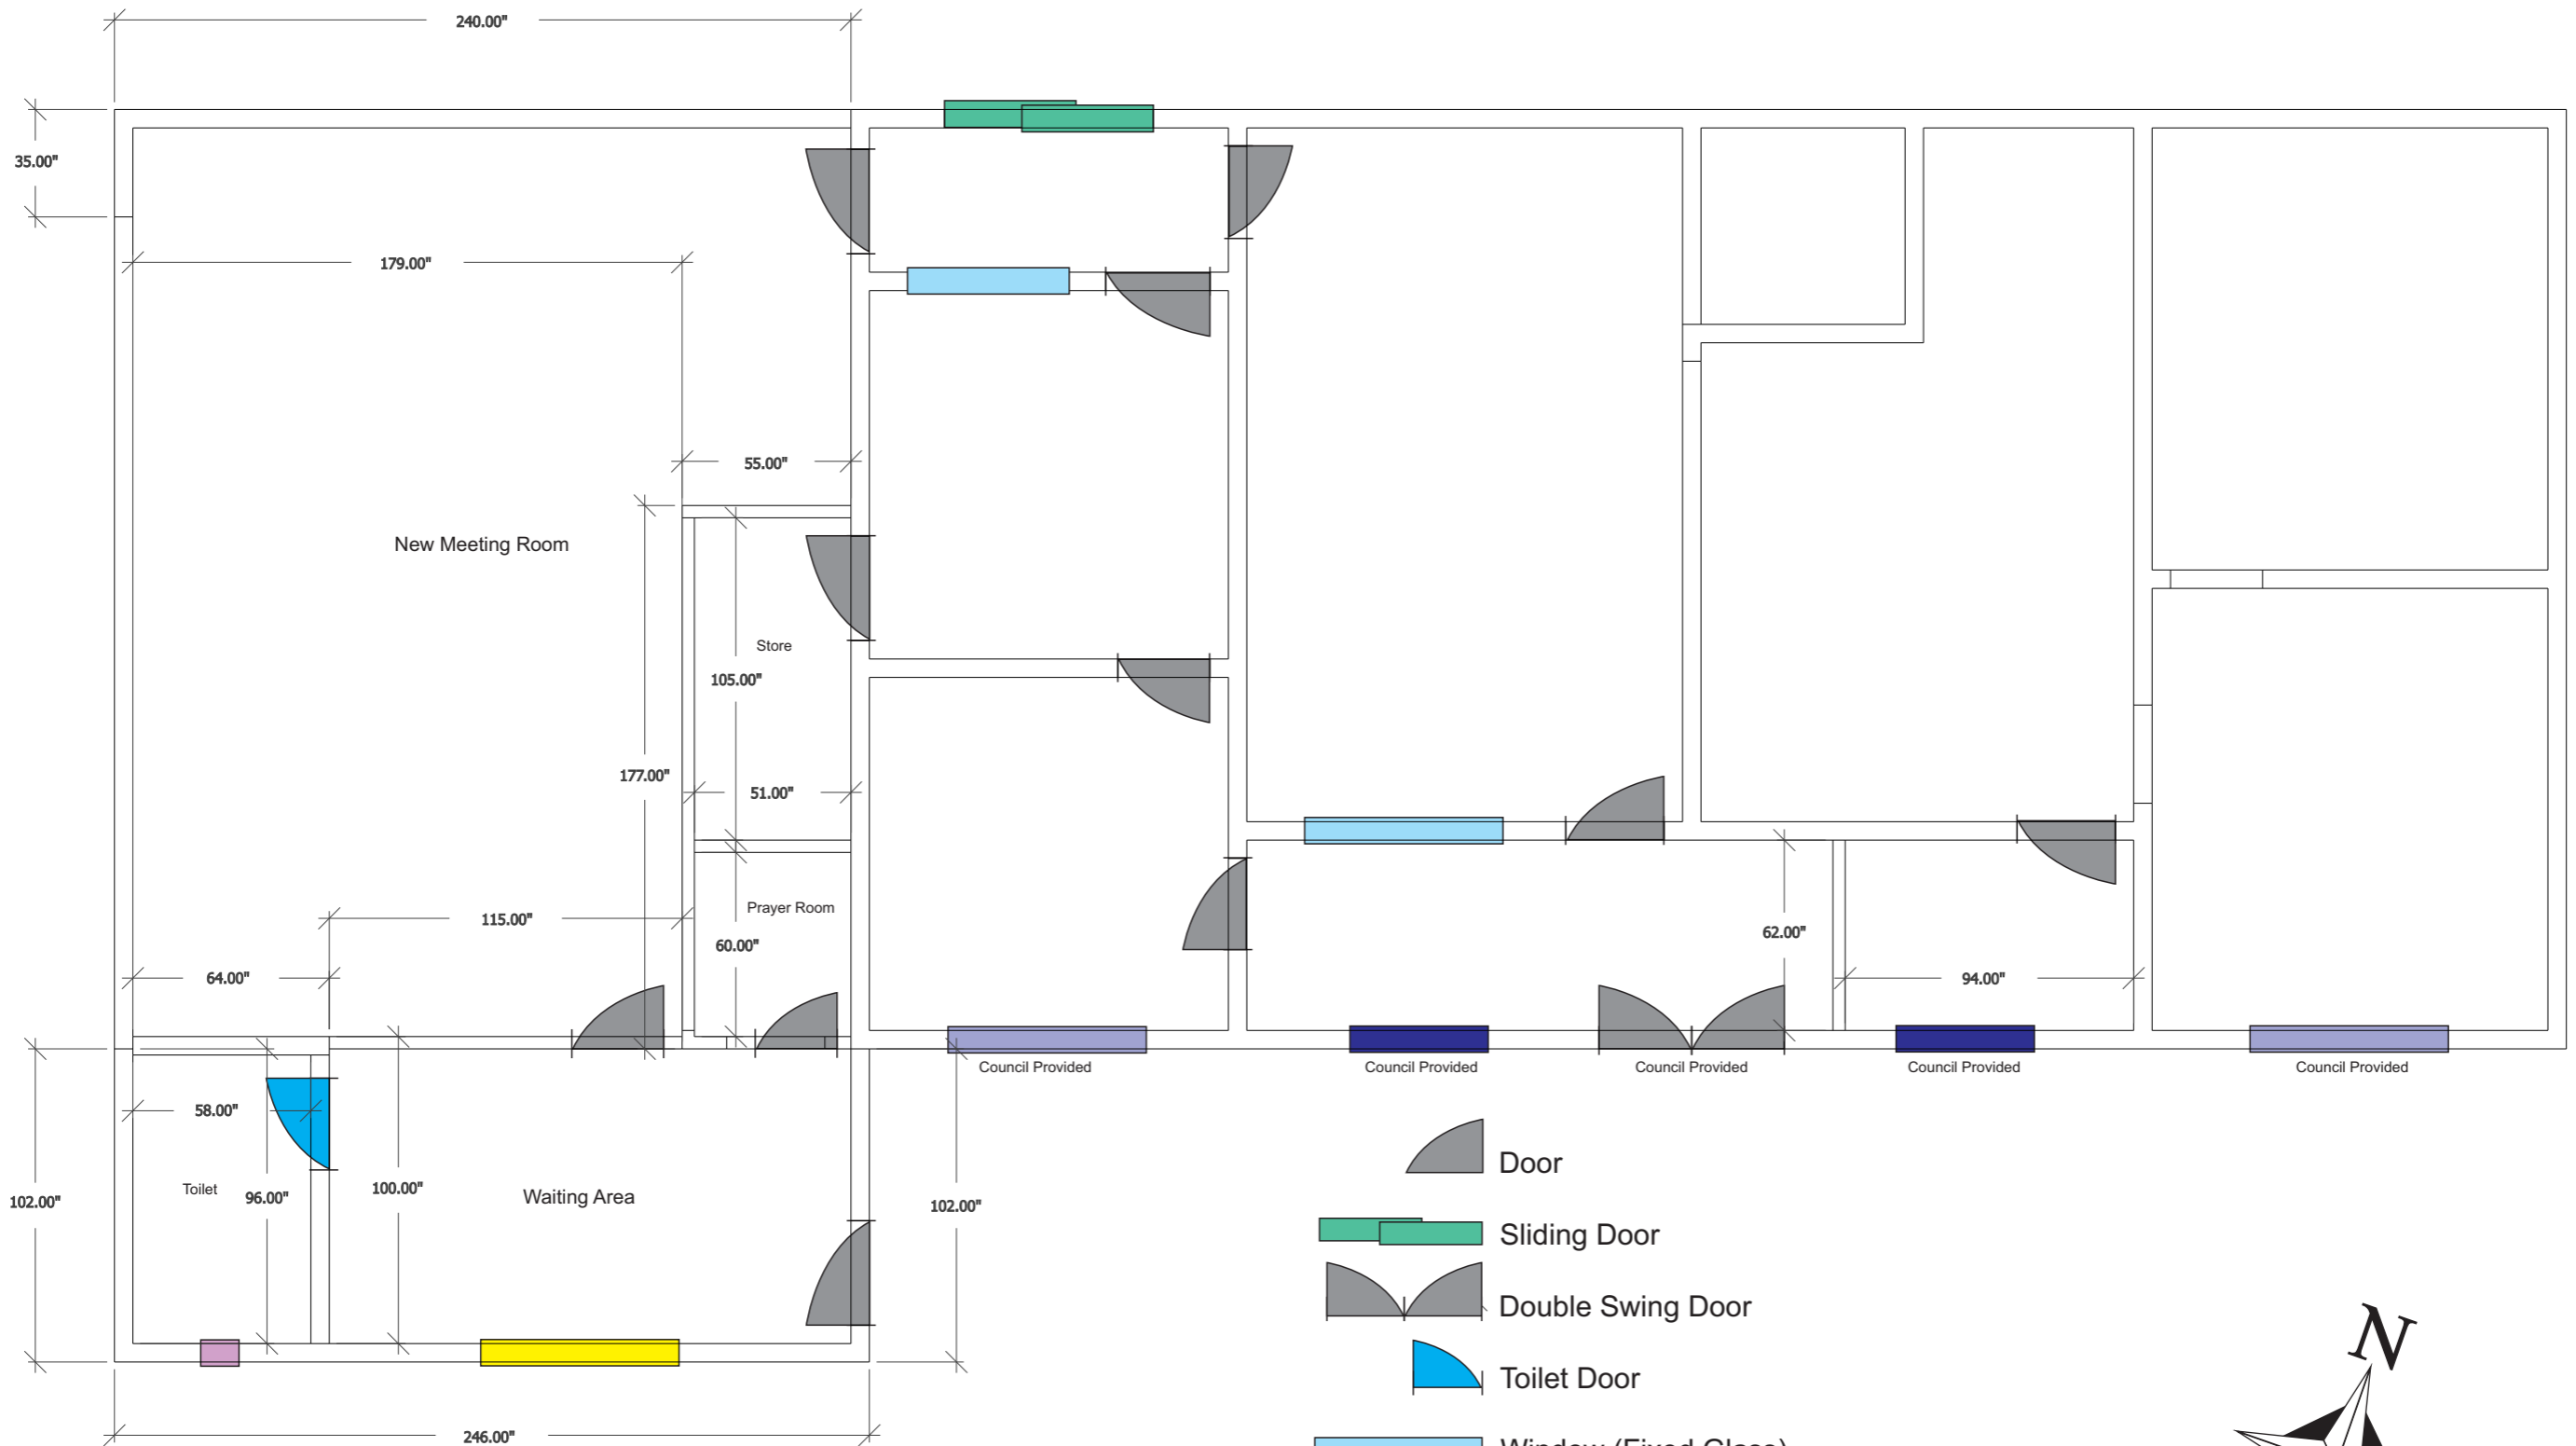 240.00"
35.00"
179.00"
55.00"
New Meeting Room
Store
105.00"
177.00"
51.00"
Prayer Room
115.00"
60.00"
62.00"
64.00"
94.00"
Council Provided
Council Provided
Council Provided
Council Provided
Council Provided
58.00"
Toilet
96.00"
100.00"
Waiting Area
102.00"
102.00"
246.00"
Door
Sliding Door
Double Swing Door
Toilet Door
Window (Fixed Glass)
N